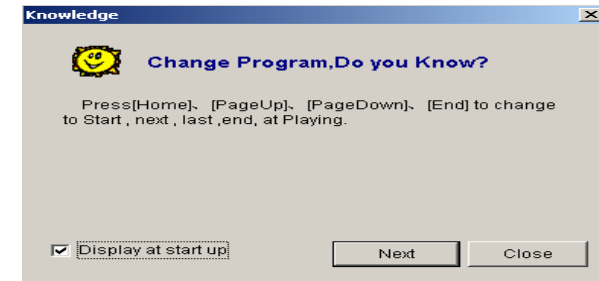 Knowledge
Change Program,Do you Know?
Press[Home]、[PageUp]、[PageDown]、[End] to change
to Start , next , last ,end, at Playing.
Display at start up
Next
Close